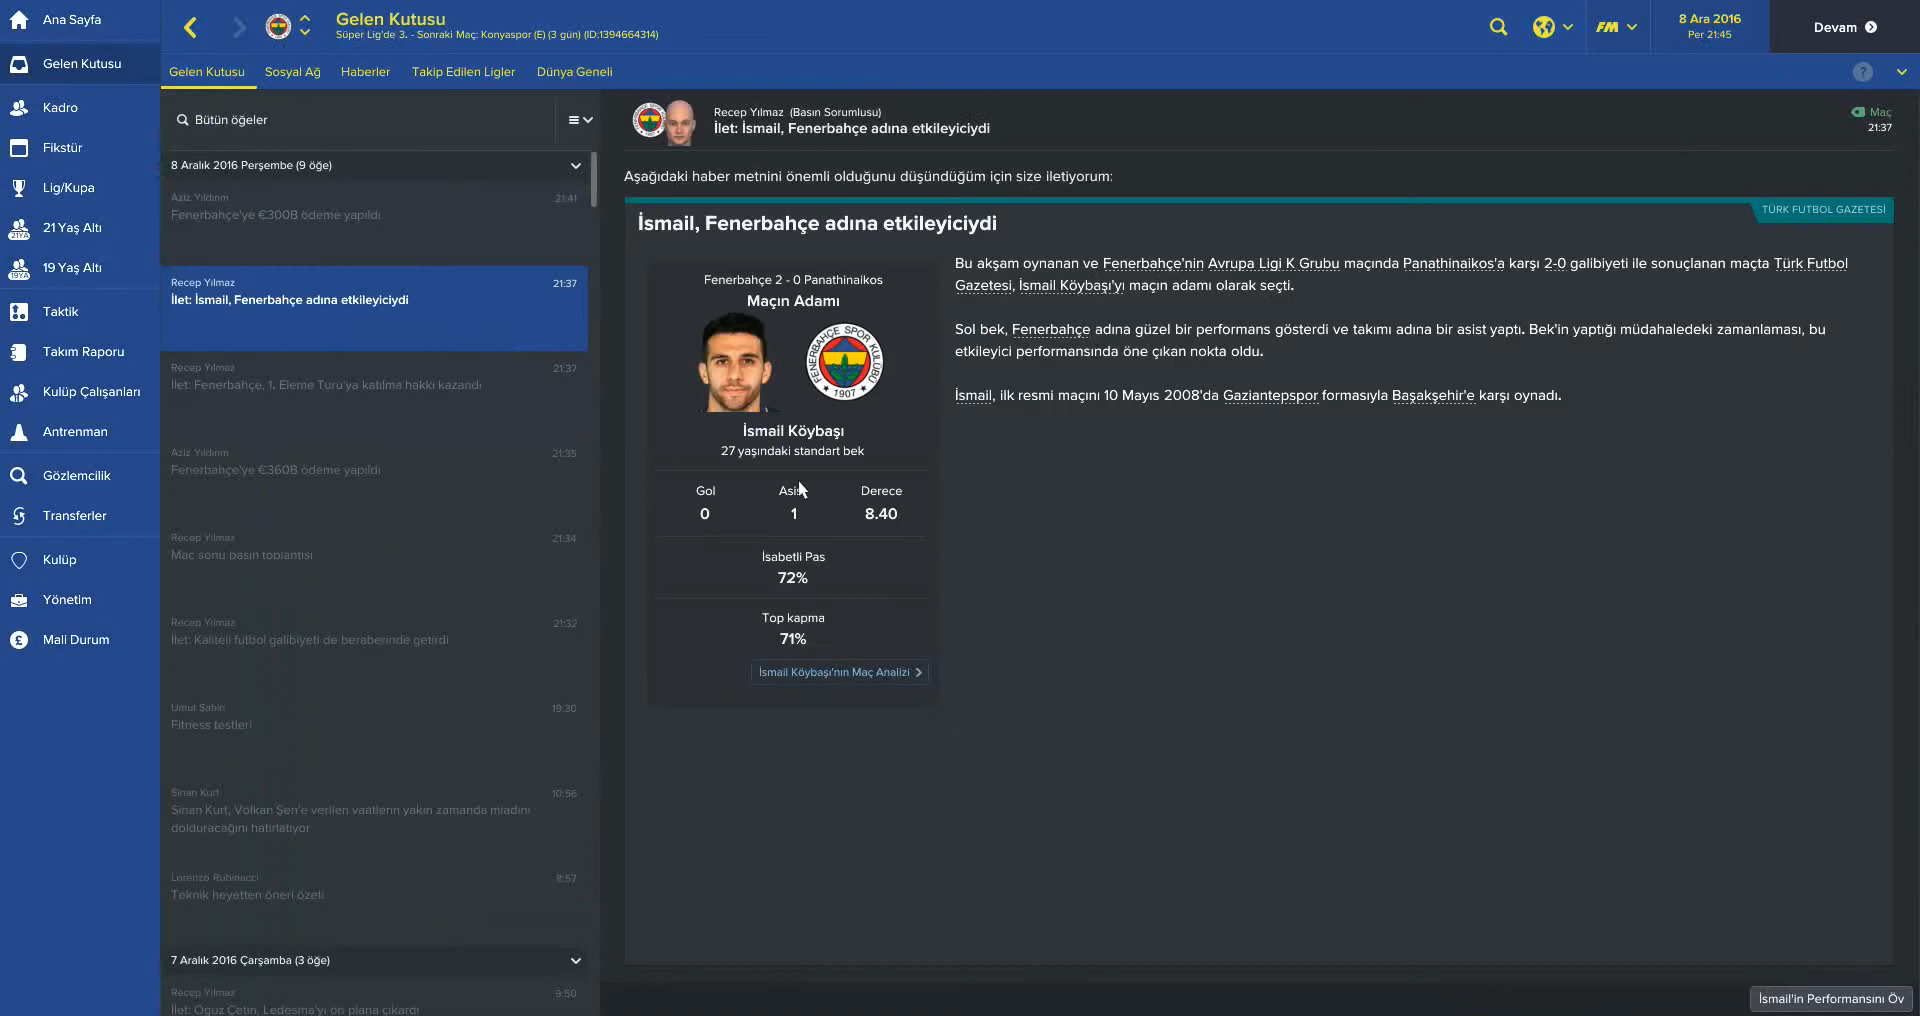 Ana Sayfa
Gelen Kutusu
Kadro
Fikstür
Lig/Kupa
21 Yaş Altı
19 Yaş Altı
Taktik
Takım Raporu
Kulüp Çalışanları
Antrenman
Gözlemcilik
Transferler
Kulüp
Yönetim
Mali Durum
Gelen Kutusu
Süper Lig'de 3. - Sonraki Maç: Konyaspor (E) (3 gün) (ID:1394664314)
FM
8 Ara 2016
Per 21:45
Devam
Gelen Kutusu Sosyal Ağ Haberler Takip Edilen Ligler Dünya Geneli
Bütün öğeler
8 Aralık 2016 Perşembe (9 öğe)
Aziz Yıldırım 21:41
Fenerbahçe'ye €300B ödeme yapıldı
Recep Yılmaz 21:37
İlet: İsmail, Fenerbahçe adına etkileyiciydi
Recep Yılmaz 21:37
İlet: Fenerbahçe, 1. Eleme Turu'ya katılma hakkı kazandı
Aziz Yıldırım 21:35
Fenerbahçe'ye €360B ödeme yapıldı
Recep Yılmaz 21:34
Maç sonu basın toplantısı
Recep Yılmaz 21:32
İlet: Kaliteli futbol galibiyeti de beraberinde getirdi
Umut Şahin 19:30
Fitness testleri
Sinan Kurt 10:56
Sinan Kurt, Volkan Şen'e verilen vaatlerin yakın zamanda miadını
dolduracağını hatırlatıyor
Lorenzo Rubinacci 8:57
Teknik heyetten öneri özeti
7 Aralık 2016 Çarşamba (3 öğe)
Recep Yılmaz 9:50
İlet: Oğuz Çetin, Ledesma'yı ön plana çıkardı
Recep Yılmaz (Basın Sorumlusu)
İlet: İsmail, Fenerbahçe adına etkileyiciydi
Maç
21:37
Aşağıdaki haber metnini önemli olduğunu düşündüğüm için size iletiyorum:
TÜRK FUTBOL GAZETESİ
İsmail, Fenerbahçe adına etkileyiciydi
Fenerbahçe 2 - 0 Panathinaikos
Maçın Adamı
FENERBAHÇE SPOR KULÜBÜ
1907
İsmail Köybaşı
27 yaşındaki standart bek
Gol Asis Derece
0 1 8.40
İsabetli Pas
72%
Top kapma
71%
İsmail Köybaşı'nın Maç Analizi
Bu akşam oynanan ve Fenerbahçe'nin Avrupa Ligi K Grubu maçında Panathinaikos'a karşı 2-0 galibiyeti ile sonuçlanan maçta Türk Futbol
Gazetesi, İsmail Köybaşı'yı maçın adamı olarak seçti.
Sol bek, Fenerbahçe adına güzel bir performans gösterdi ve takımı adına bir asist yaptı. Bek'in yaptığı müdahaledeki zamanlaması, bu
etkileyici performansında öne çıkan nokta oldu.
İsmail, ilk resmi maçını 10 Mayıs 2008'da Gaziantepspor formasıyla Başakşehir'e karşı oynadı.
İsmail'in Performansını Öv